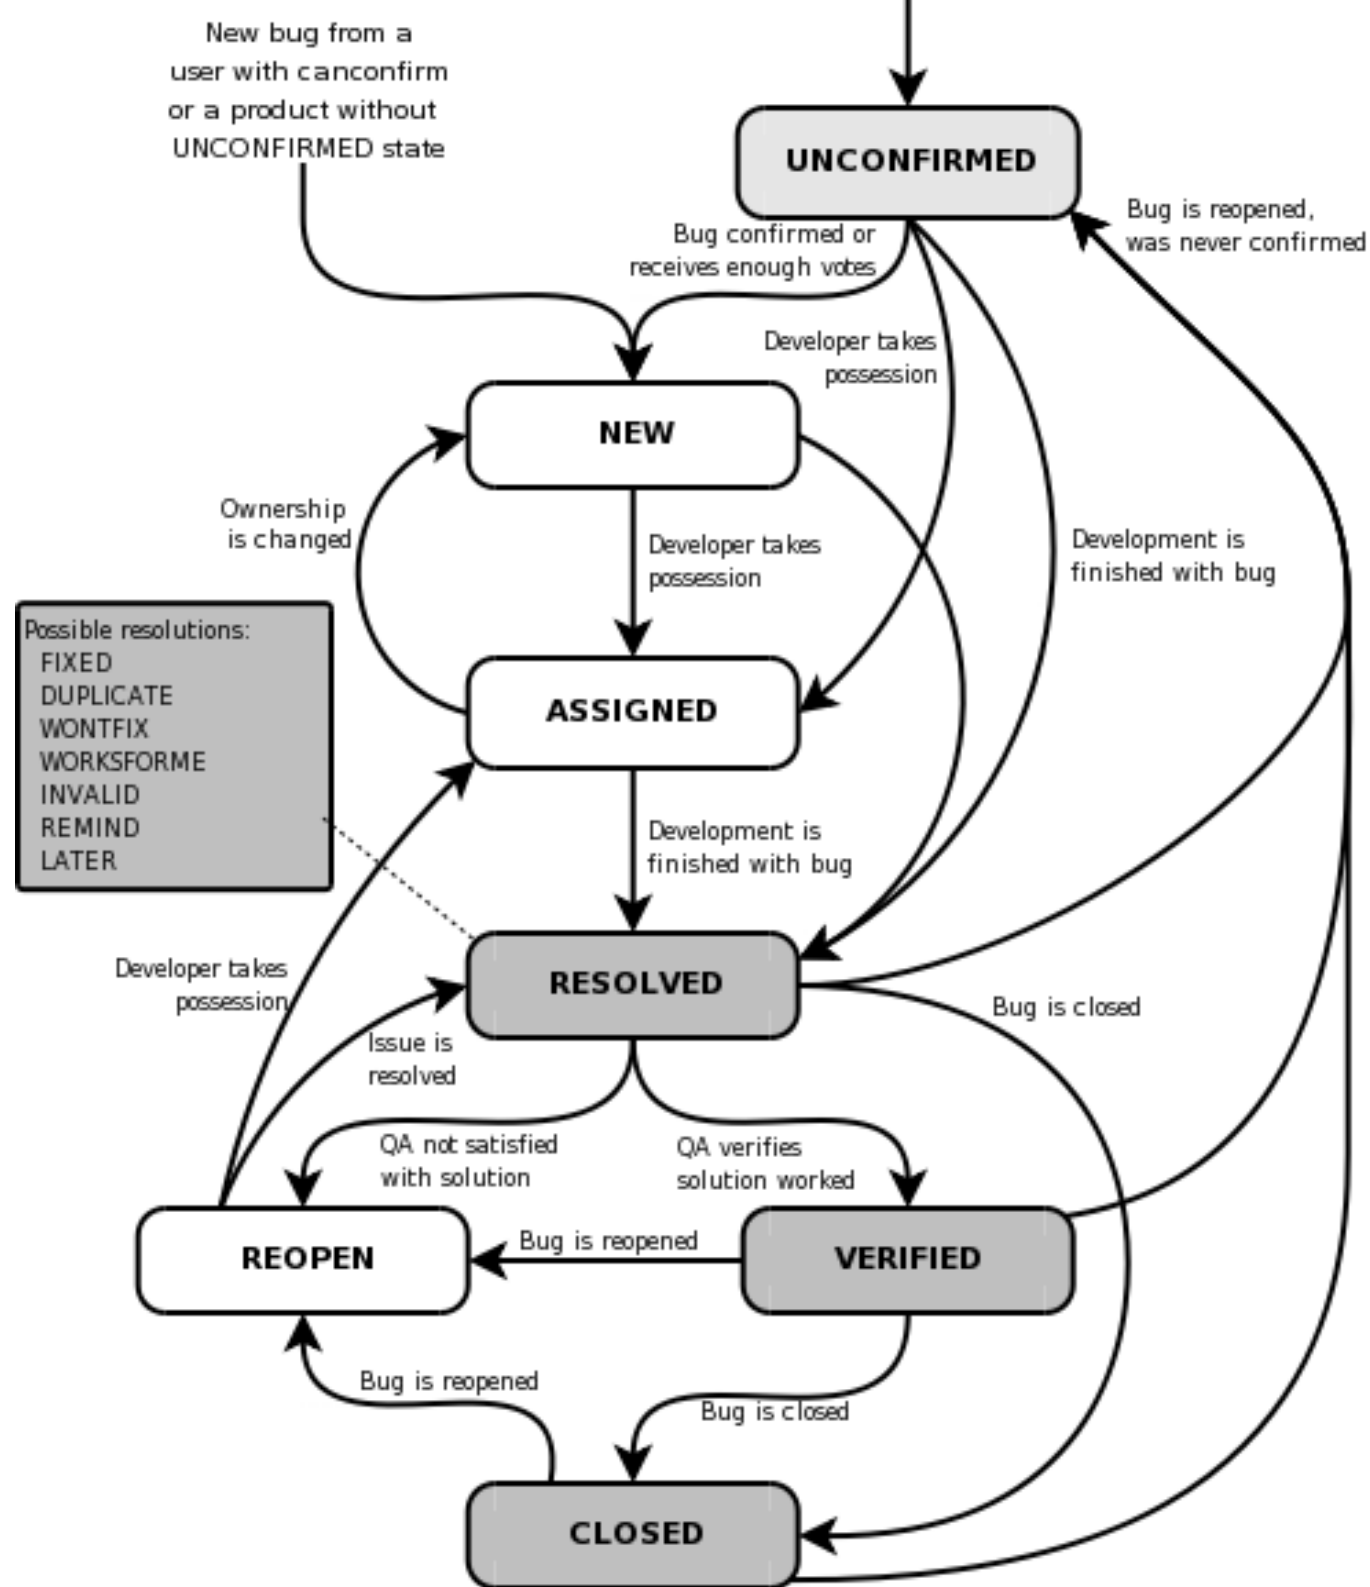 New bug from a
user with canconfirm
or a product without
UNCONFIRMED state
UNCONFIRMED
Bug is reopened,
was never confirmed
Bug confirmed or
receives enough votes
Developer takes
possession
NEW
Ownership
is changed
Developer takes
possession
Development is
finished with bug
Possible resolutions:
FIXED
DUPLICATE
WONTFIX
WORKSFORME
INVALID
REMIND
LATER
ASSIGNED
Development is
finished with bug
Developer takes
possession
RESOLVED
Bug is closed
Issue is
resolved
QA not satisfied
with solution
QA verifies
solution worked
REOPEN
Bug is reopened
VERIFIED
Bug is reopened
Bug is closed
CLOSED